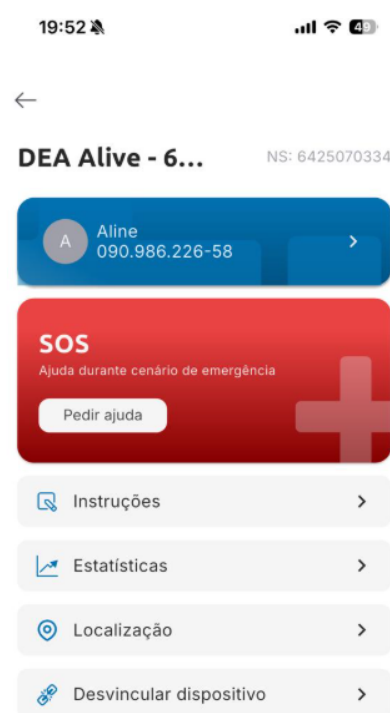 19:52
49
DEA Alive - 6...
NS: 6425070334
A
Aline
090.986.226-58
SOS
Ajuda durante cenário de emergência
Pedir ajuda
Instruções
Estatísticas
Localização
Desvincular dispositivo